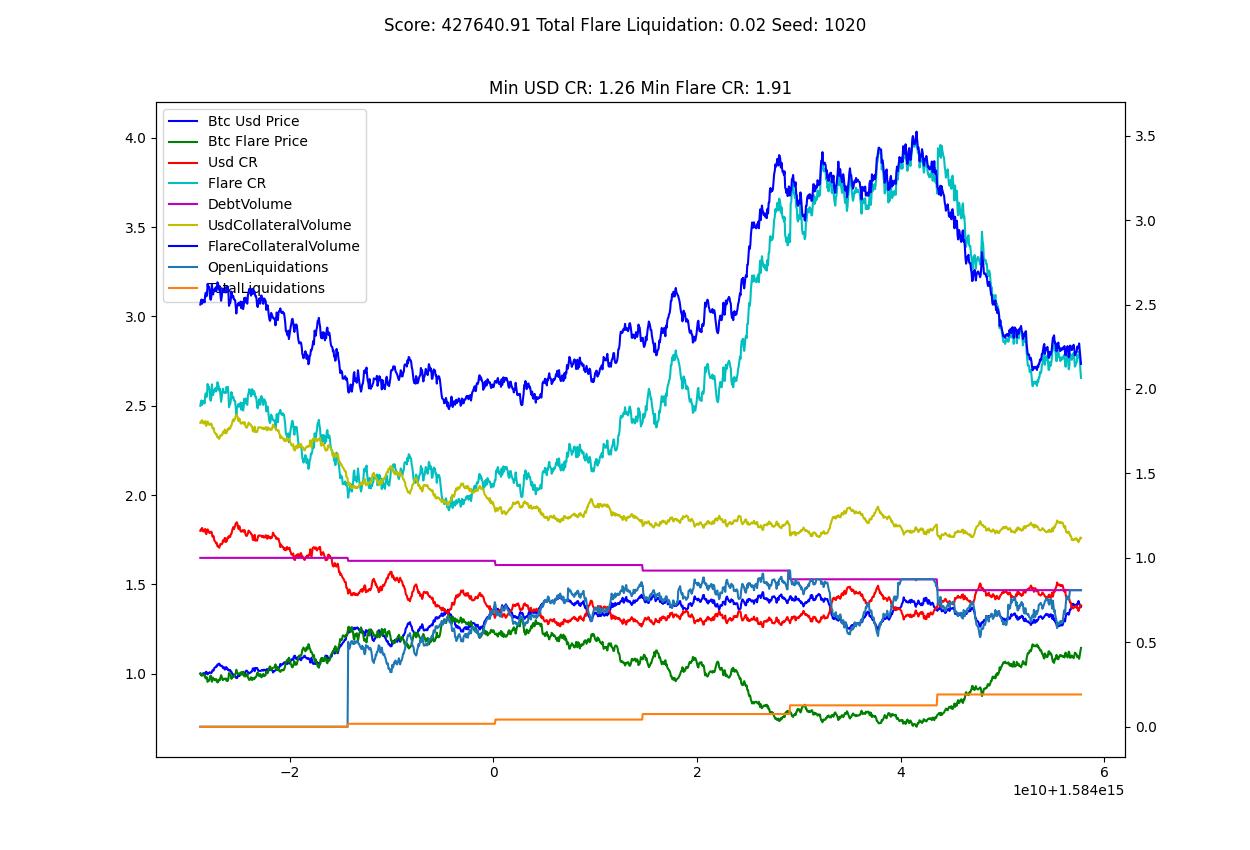 Score: 427640.91 Total Flare Liquidation: 0.02 Seed: 1020
Min USD CR: 1.26 Min Flare CR: 1.91
Btc Usd Price
Btc Flare Price
Usd CR
Flare CR
DebtVolume
UsdCollateralVolume
FlareCollateralVolume
OpenLiquidations
TotalLiquidations
4.0
3.5
3.0
2.5
2.0
1.5
1.0
3.5
3.0
2.5
2.0
1.5
1.0
0.5
0.0
−2
0
2
4
6
1e10+1.584e15